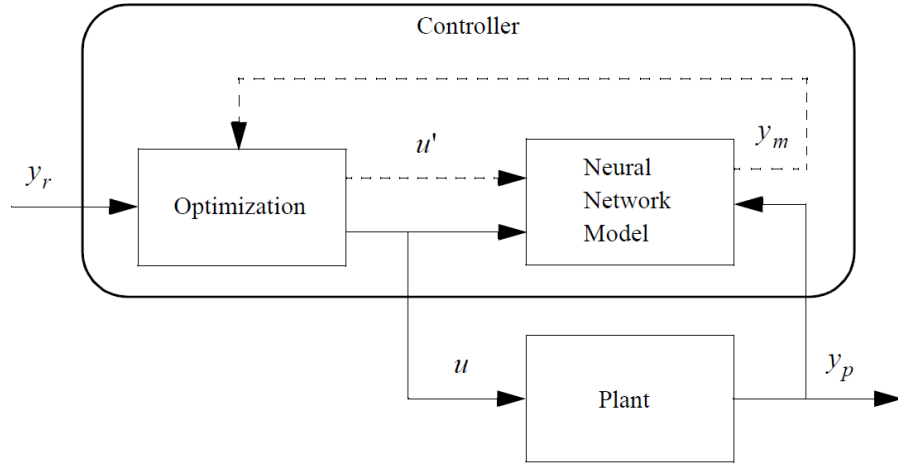 Controller
y_r
Optimization
u'
Neural
Network
Model
y_m
u
Plant
y_p